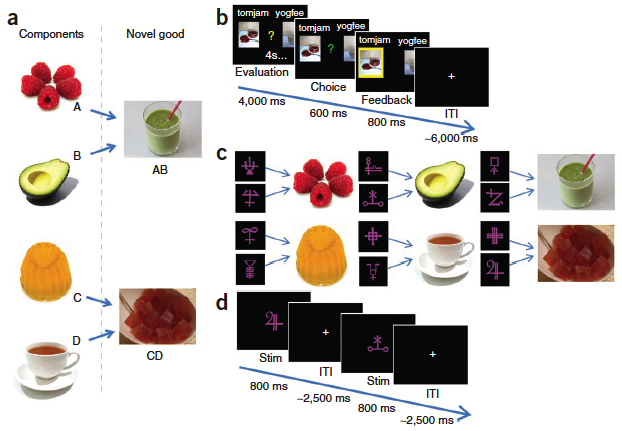 a
Components
Novel good
A
B
AB
C
D
CD
b
tomjam yogfee
?
4s...
Evaluation
tomjam yogfee
?
Choice
tomjam yogfee
Feedback
+
ITI
4,000 ms
600 ms
800 ms
~6,000 ms
c
d
Stim
+
ITI
Stim
+
ITI
800 ms
~2,500 ms
800 ms
~2,500 ms